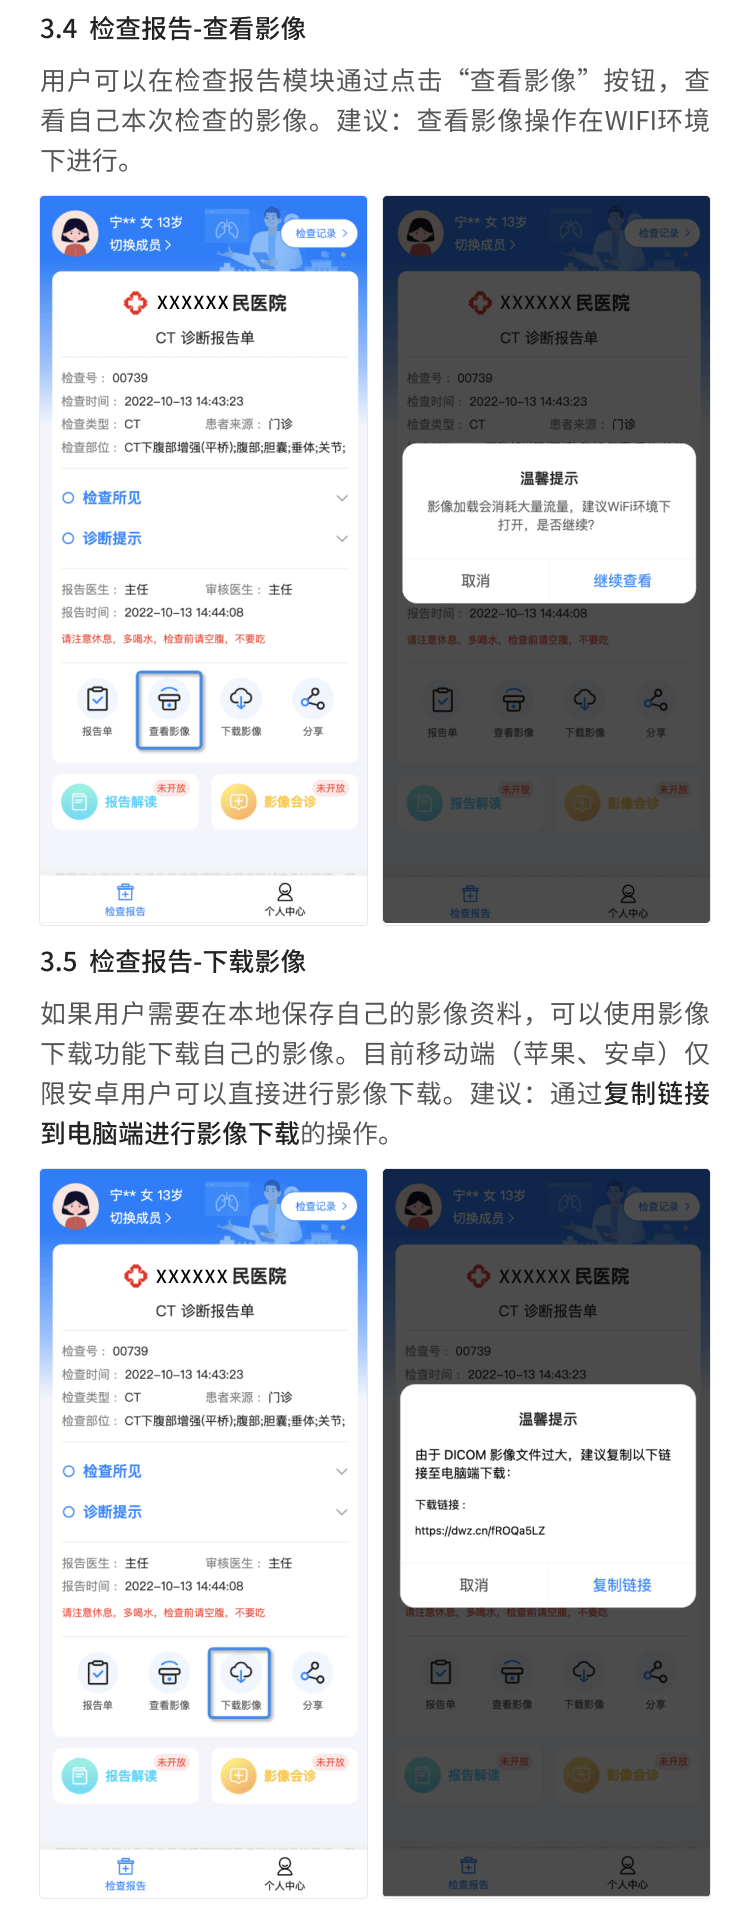 3.4 检查报告-查看影像
用户可以在检查报告模块通过点击“查看影像”按钮，查
看自己本次检查的影像。建议：查看影像操作在WIFI环境
下进行。
宁** 女 13岁
切换成员
检查记录
XXXXXX 民医院
CT 诊断报告单
检查号： 00739
检查时间： 2022-10-13 14:43:23
检查类型： CT 患者来源： 门诊
检查部位： CT下腹部增强(平桥);腹部;胆囊;垂体;关节;
检查所见
诊断提示
报告医生： 主任 审核医生： 主任
报告时间： 2022-10-13 14:44:08
请注意休息，多喝水，检查前请空腹，不要吃
报告单 查看影像 下载影像 分享
报告解读 未开放
影像会诊 未开放
检查报告 个人中心
宁** 女 13岁
切换成员
检查记录
XXXXXX 民医院
CT 诊断报告单
检查号： 00739
检查时间： 2022-10-13 14:43:23
检查类型： CT 患者来源： 门诊
温馨提示
影像加载会消耗大量流量，建议WiFi环境下
打开，是否继续?
取消 继续查看
报告时间： 2022-10-13 14:44:08
请注意休息，多喝水，检查前请空腹，不要吃
报告单 查看影像 下载影像 分享
报告解读 未开放
影像会诊 未开放
检查报告 个人中心
3.5 检查报告-下载影像
如果用户需要在本地保存自己的影像资料，可以使用影像
下载功能下载自己的影像。目前移动端（苹果、安卓）仅
限安卓用户可以直接进行影像下载。建议：通过复制链接
到电脑端进行影像下载的操作。
宁** 女 13岁
切换成员
检查记录
XXXXXX 民医院
CT 诊断报告单
检查号： 00739
检查时间： 2022-10-13 14:43:23
检查类型： CT 患者来源： 门诊
检查部位： CT下腹部增强(平桥);腹部;胆囊;垂体;关节;
检查所见
诊断提示
报告医生： 主任 审核医生： 主任
报告时间： 2022-10-13 14:44:08
请注意休息，多喝水，检查前请空腹，不要吃
报告单 查看影像 下载影像 分享
报告解读 未开放
影像会诊 未开放
检查报告 个人中心
宁** 女 13岁
切换成员
检查记录
XXXXXX 民医院
CT 诊断报告单
检查号： 00739
检查时间： 2022-10-13 14:43:23
温馨提示
由于 DICOM 影像文件过大，建议复制以下链
接至电脑端下载：
下载链接：
https://dwz.cn/fROQa5LZ
取消 复制链接
请注意休息，多喝水，检查前请空腹，不要吃
报告单 查看影像 下载影像 分享
报告解读 未开放
影像会诊 未开放
检查报告 个人中心